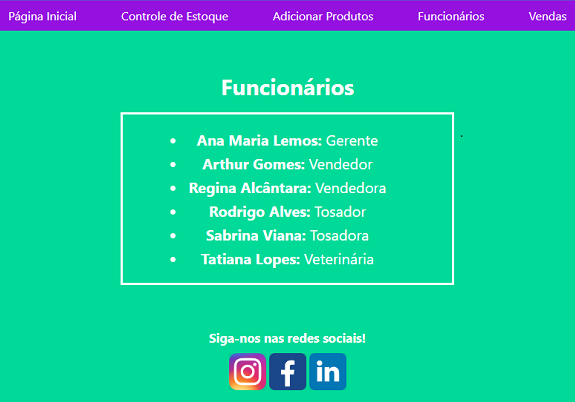 Página Inicial Controle de Estoque Adicionar Produtos Funcionários Vendas
Funcionários
• Ana Maria Lemos: Gerente
• Arthur Gomes: Vendedor
• Regina Alcântara: Vendedora
• Rodrigo Alves: Tosador
• Sabrina Viana: Tosadora
• Tatiana Lopes: Veterinária
Siga-nos nas redes sociais!
f in